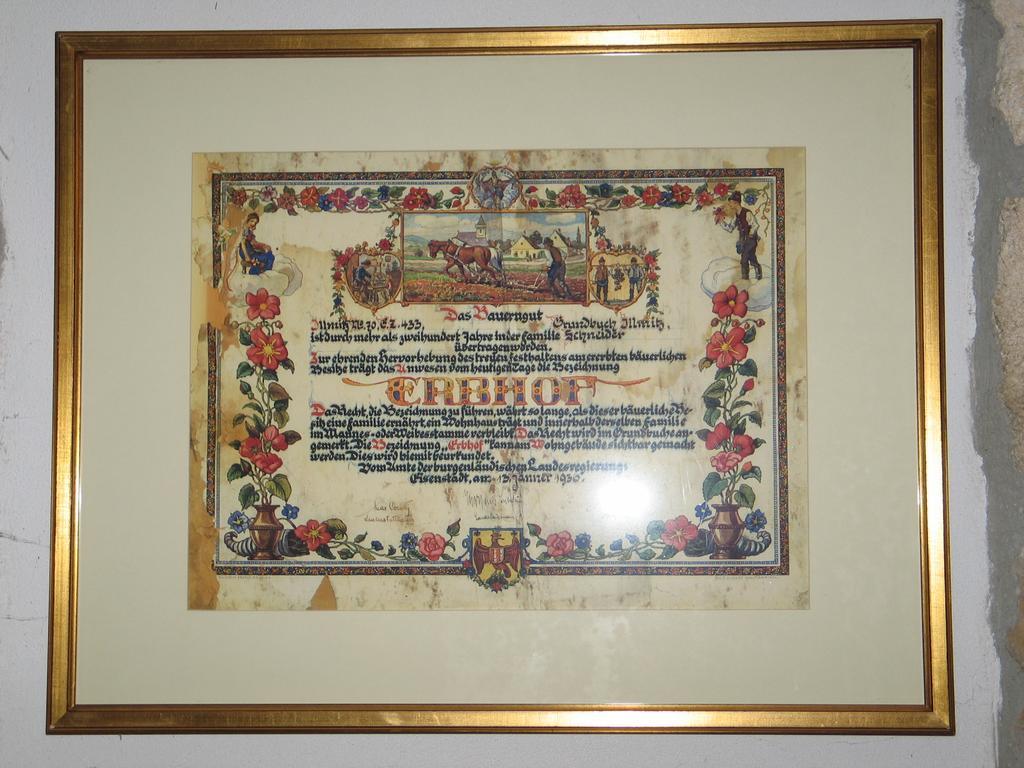 Das Bauerngut
Illmitz Nr. 70, E.Z. 433, Grundbuch Illmitz,
ist durch mehr als zweihundert Jahre in der Familie Schneider
übertragen worden.
Zur ehrenden Hervorhebung des treuen Festhaltens am ererbten bäuerlichen
Besitze trägt das Anwesen vom heutigen Tage die Bezeichnung
ERBHOF
Das Recht, die Bezeichnung zu führen, währt so lange, als dieser bäuerliche Be-
sitz eine Familie ernährt, ein Wohnhaus trägt und innerhalb derselben Familie
im Mannes- oder Weibesstamme verbleibt. Das Recht wird im Grundbuche an-
gemerkt. Die Bezeichnung „Erbhof" kann am Wohngebäude sichtbar gemacht
werden. Dies wird hiemit beurkundet.
Vom Amte der burgenländischen Landesregierung:
Eisenstadt, am 13. Jänner 1936.